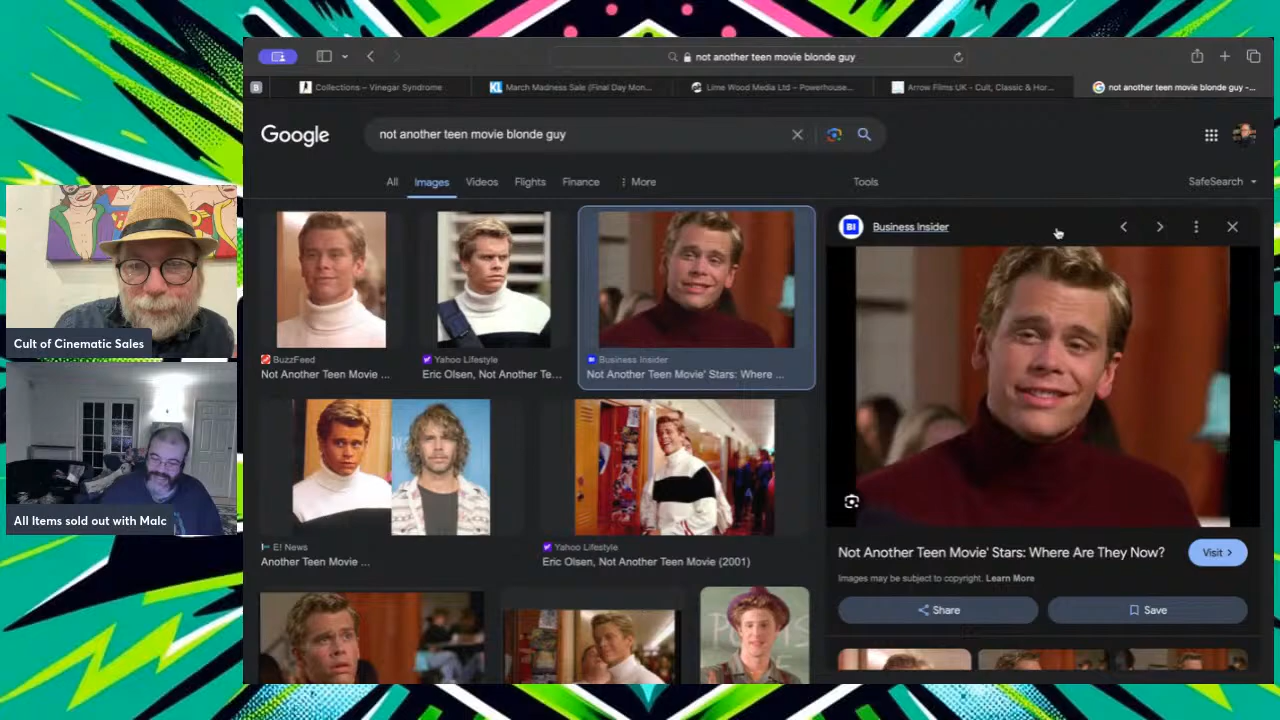 not another teen movie blonde guy
Collections – Vinegar Syndrome
March Madness Sale (Final Day Mon...
Lime Wood Media Ltd – Powerhouse...
Arrow Films UK - Cult, Classic & Hor...
not another teen movie blonde guy -...
Google
not another teen movie blonde guy
All
Images
Videos
Flights
Finance
More
Tools
SafeSearch
BI
Business Insider
BuzzFeed
Not Another Teen Movie ...
Yahoo Lifestyle
Eric Olsen, Not Another Te...
Business Insider
Not Another Teen Movie' Stars: Where ...
Cult of Cinematic Sales
E! News
Another Teen Movie ...
Yahoo Lifestyle
Eric Olsen, Not Another Teen Movie (2001)
All Items sold out with Malc
Not Another Teen Movie' Stars: Where Are They Now?
Visit
Images may be subject to copyright. Learn More
Share
Save